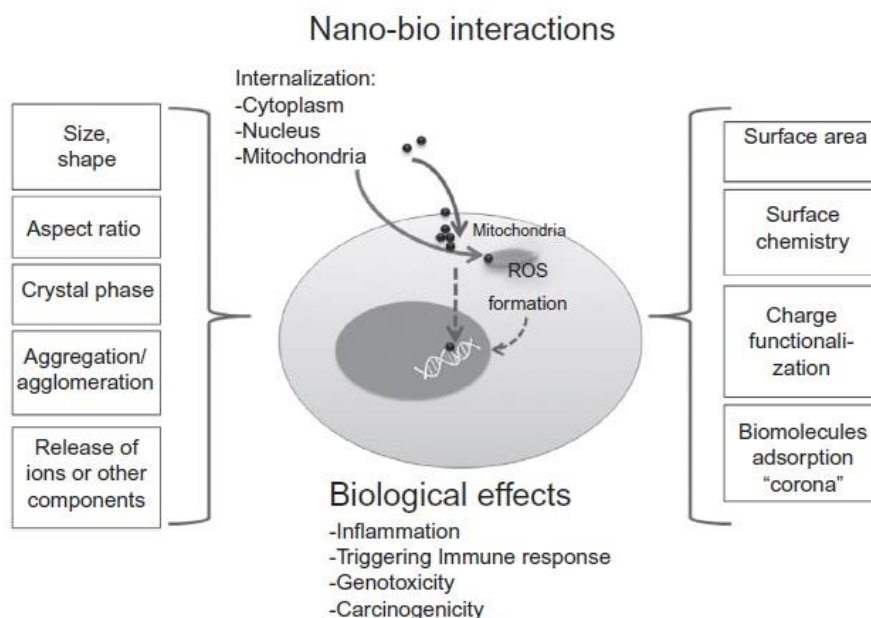 Nano-bio interactions
Internalization:
-Cytoplasm
-Nucleus
-Mitochondria
Size,
shape
Aspect ratio
Crystal phase
Aggregation/
agglomeration
Release of
ions or other
components
Mitochondria
ROS
formation
Surface area
Surface
chemistry
Charge
functionali-
zation
Biomolecules
adsorption
“corona”
Biological effects
-Inflammation
-Triggering Immune response
-Genotoxicity
-Carcinogenicity